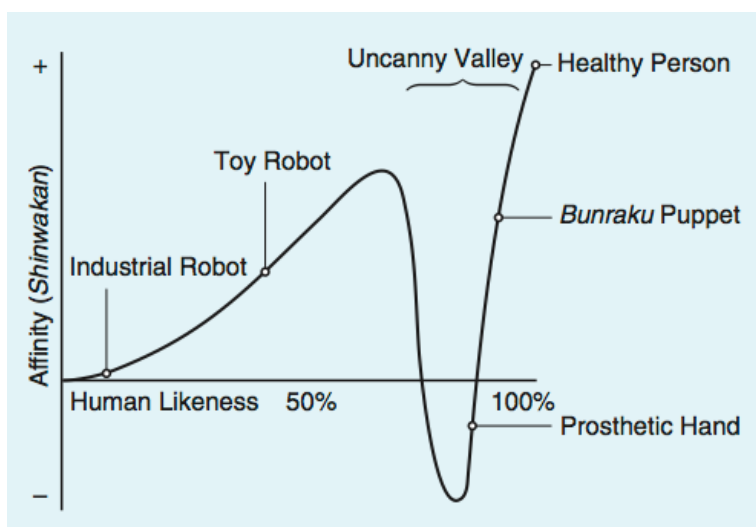 +
Uncanny Valley
Healthy Person
Toy Robot
Bunraku Puppet
Industrial Robot
Affinity (Shinwakan)
Human Likeness 50% 100%
Prosthetic Hand
–